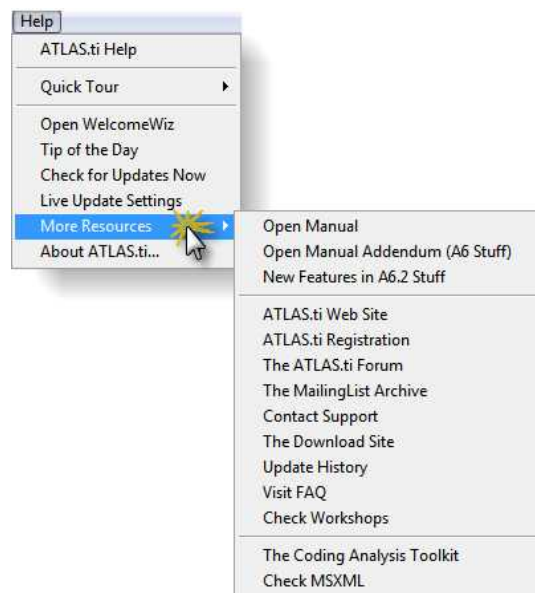 Help
ATLAS.ti Help
Quick Tour
Open WelcomeWiz
Tip of the Day
Check for Updates Now
Live Update Settings
More Resources
About ATLAS.ti...
Open Manual
Open Manual Addendum (A6 Stuff)
New Features in A6.2 Stuff
ATLAS.ti Web Site
ATLAS.ti Registration
The ATLAS.ti Forum
The MailingList Archive
Contact Support
The Download Site
Update History
Visit FAQ
Check Workshops
The Coding Analysis Toolkit
Check MSXML